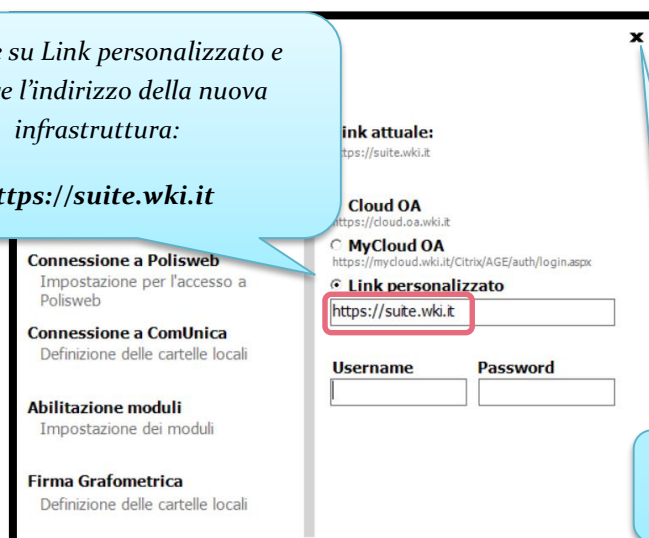 su Link personalizzato e
l'indirizzo della nuova
infrastruttura:
ttps://suite.wki.it
Connessione a Polisweb
Impostazione per l'accesso a
Polisweb
Connessione a ComUnica
Definizione delle cartelle locali
Abilitazione moduli
Impostazione dei moduli
Firma Grafometrica
Definizione delle cartelle locali
x
ink attuale:
tps://suite.wki.it
Cloud OA
https://cloud.oa.wki.it
MyCloud OA
https://mycloud.wki.it/Citrix/AGE/auth/login.aspx
Link personalizzato
https://suite.wki.it
Username Password